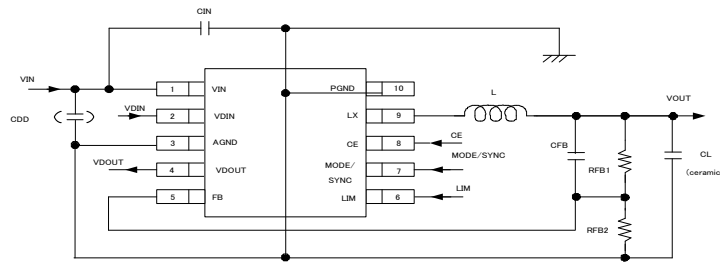 CIN
VIN
CDD
VDIN
VDOUT
1 VIN
2 VDIN
3 AGND
4 VDOUT
5 FB
PGND 10
LX 9
CE 8
MODE/
SYNC 7
LIM 6
L
CE
MODE/SYNC
LIM
CFB
RFB1
RFB2
VOUT
CL
(ceramic